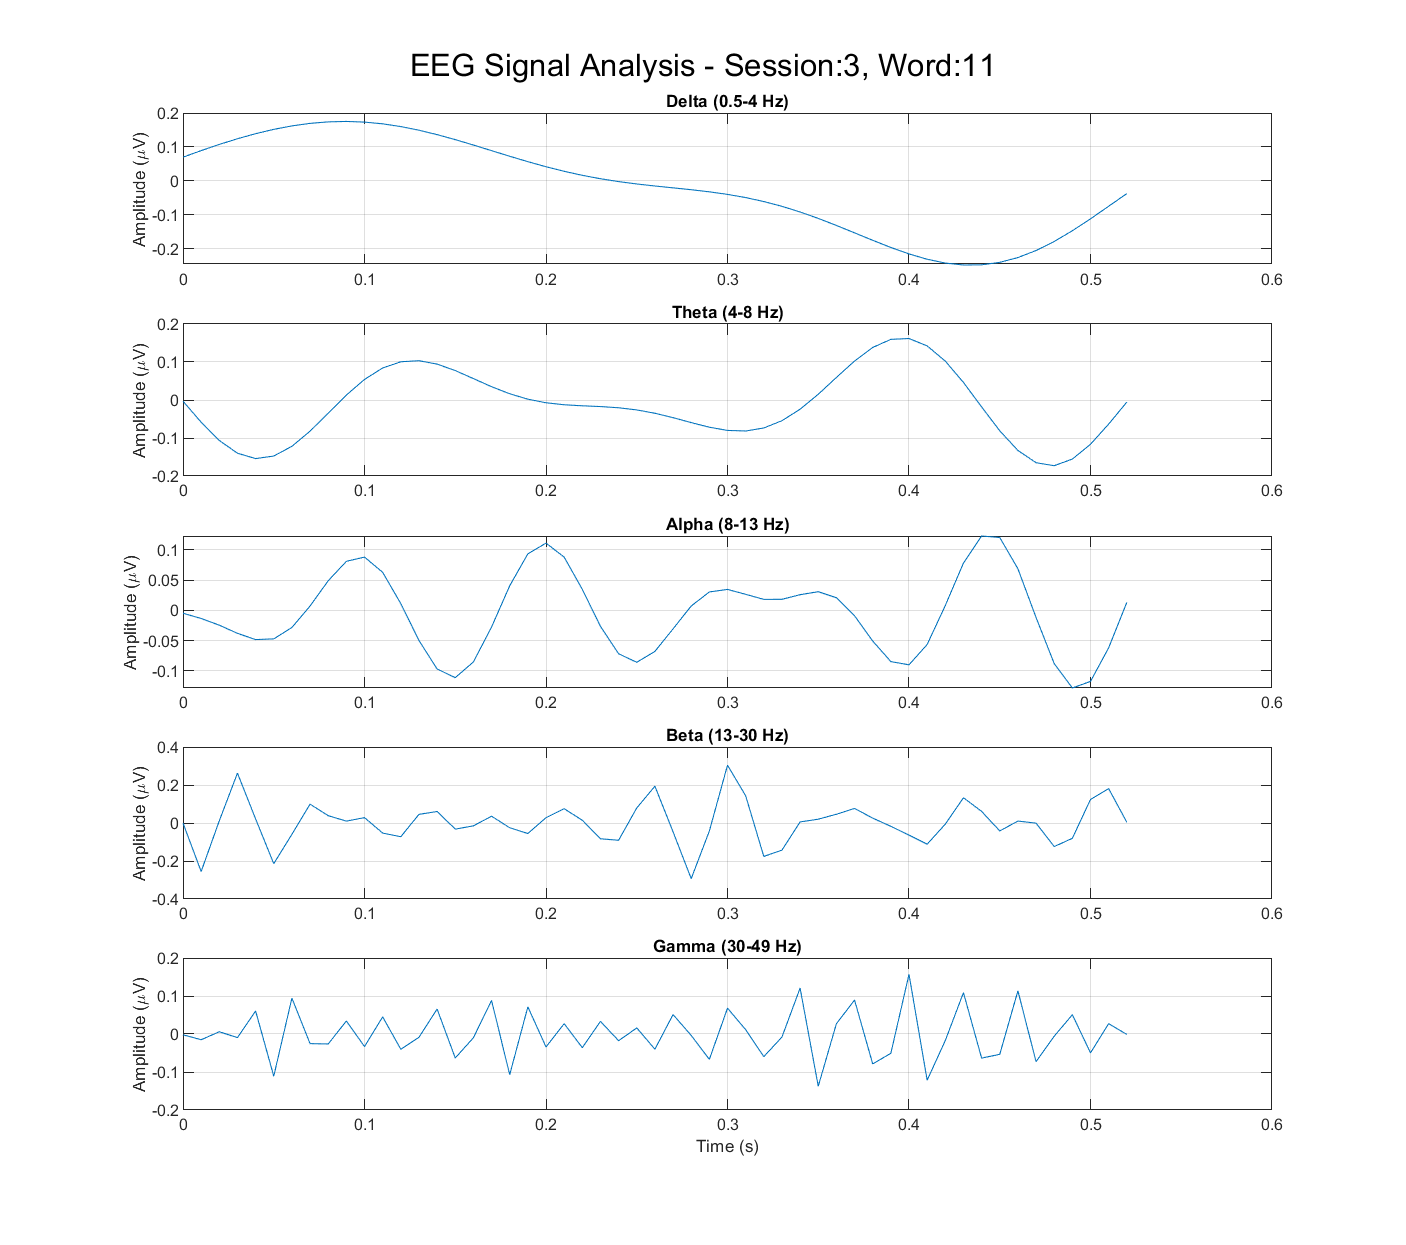 EEG Signal Analysis - Session:3, Word:11
Delta (0.5-4 Hz)
Amplitude (μV)
0.2
0.1
0
-0.1
-0.2
0 0.1 0.2 0.3 0.4 0.5 0.6
Theta (4-8 Hz)
Amplitude (μV)
0.2
0.1
0
-0.1
-0.2
0 0.1 0.2 0.3 0.4 0.5 0.6
Alpha (8-13 Hz)
Amplitude (μV)
0.1
0.05
0
-0.05
-0.1
0 0.1 0.2 0.3 0.4 0.5 0.6
Beta (13-30 Hz)
Amplitude (μV)
0.4
0.2
0
-0.2
-0.4
0 0.1 0.2 0.3 0.4 0.5 0.6
Gamma (30-49 Hz)
Amplitude (μV)
0.2
0.1
0
-0.1
-0.2
0 0.1 0.2 0.3 0.4 0.5 0.6
Time (s)